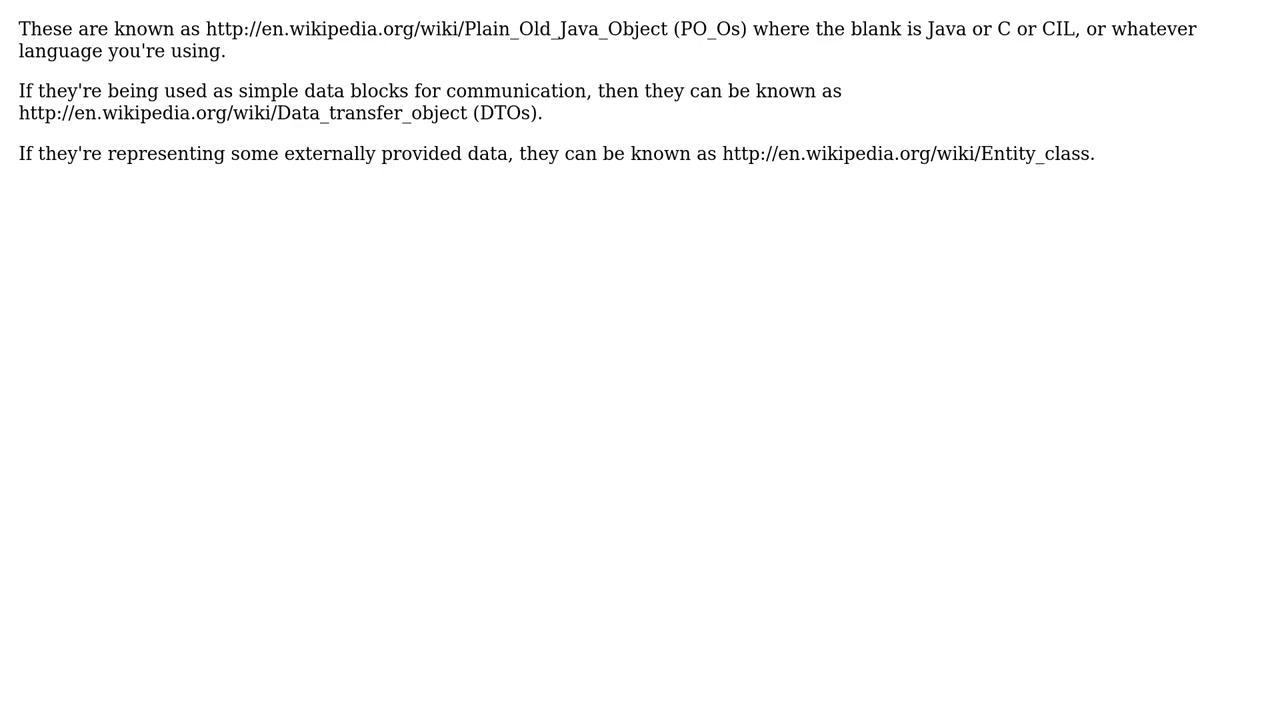 These are known as http://en.wikipedia.org/wiki/Plain_Old_Java_Object (PO_Os) where the blank is Java or C or CIL, or whatever
language you're using.
If they're being used as simple data blocks for communication, then they can be known as
http://en.wikipedia.org/wiki/Data_transfer_object (DTOs).
If they're representing some externally provided data, they can be known as http://en.wikipedia.org/wiki/Entity_class.